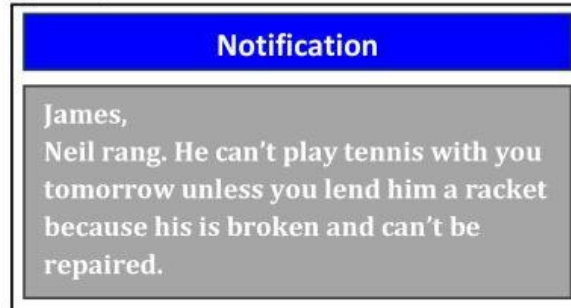 Notification
James,
Neil rang. He can’t play tennis with you
tomorrow unless you lend him a racket
because his is broken and can’t be
repaired.